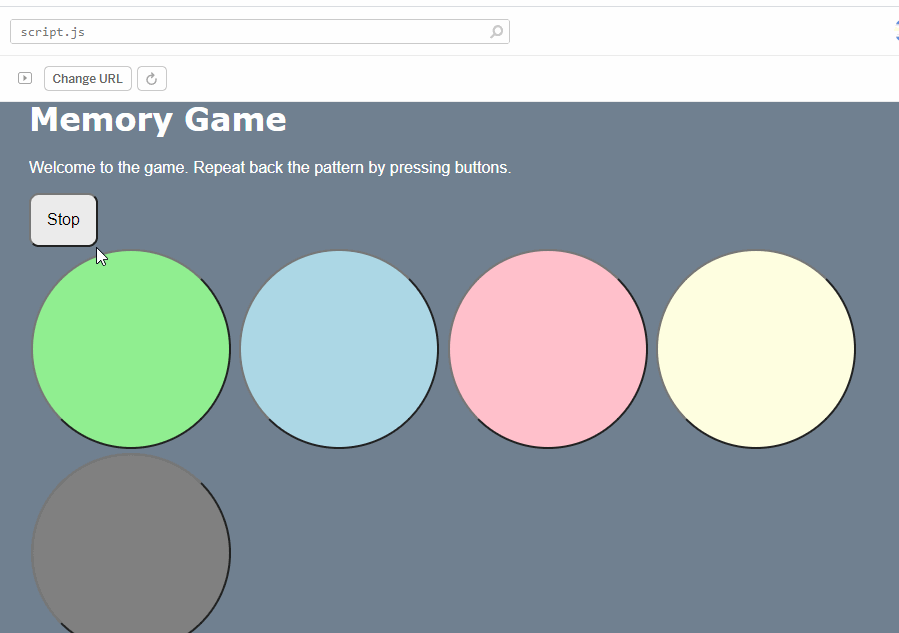 script.js
Change URL
Memory Game
Welcome to the game. Repeat back the pattern by pressing buttons.
Stop